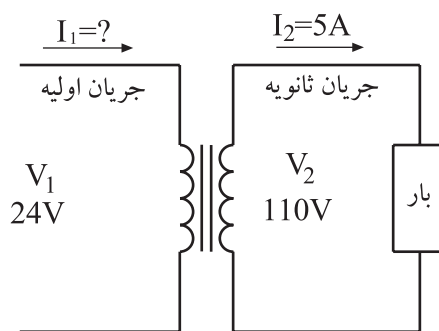 I₁=?
I₂=5A
جریان اولیه
جریان ثانویه
V₁
24V
V₂
110V
بار